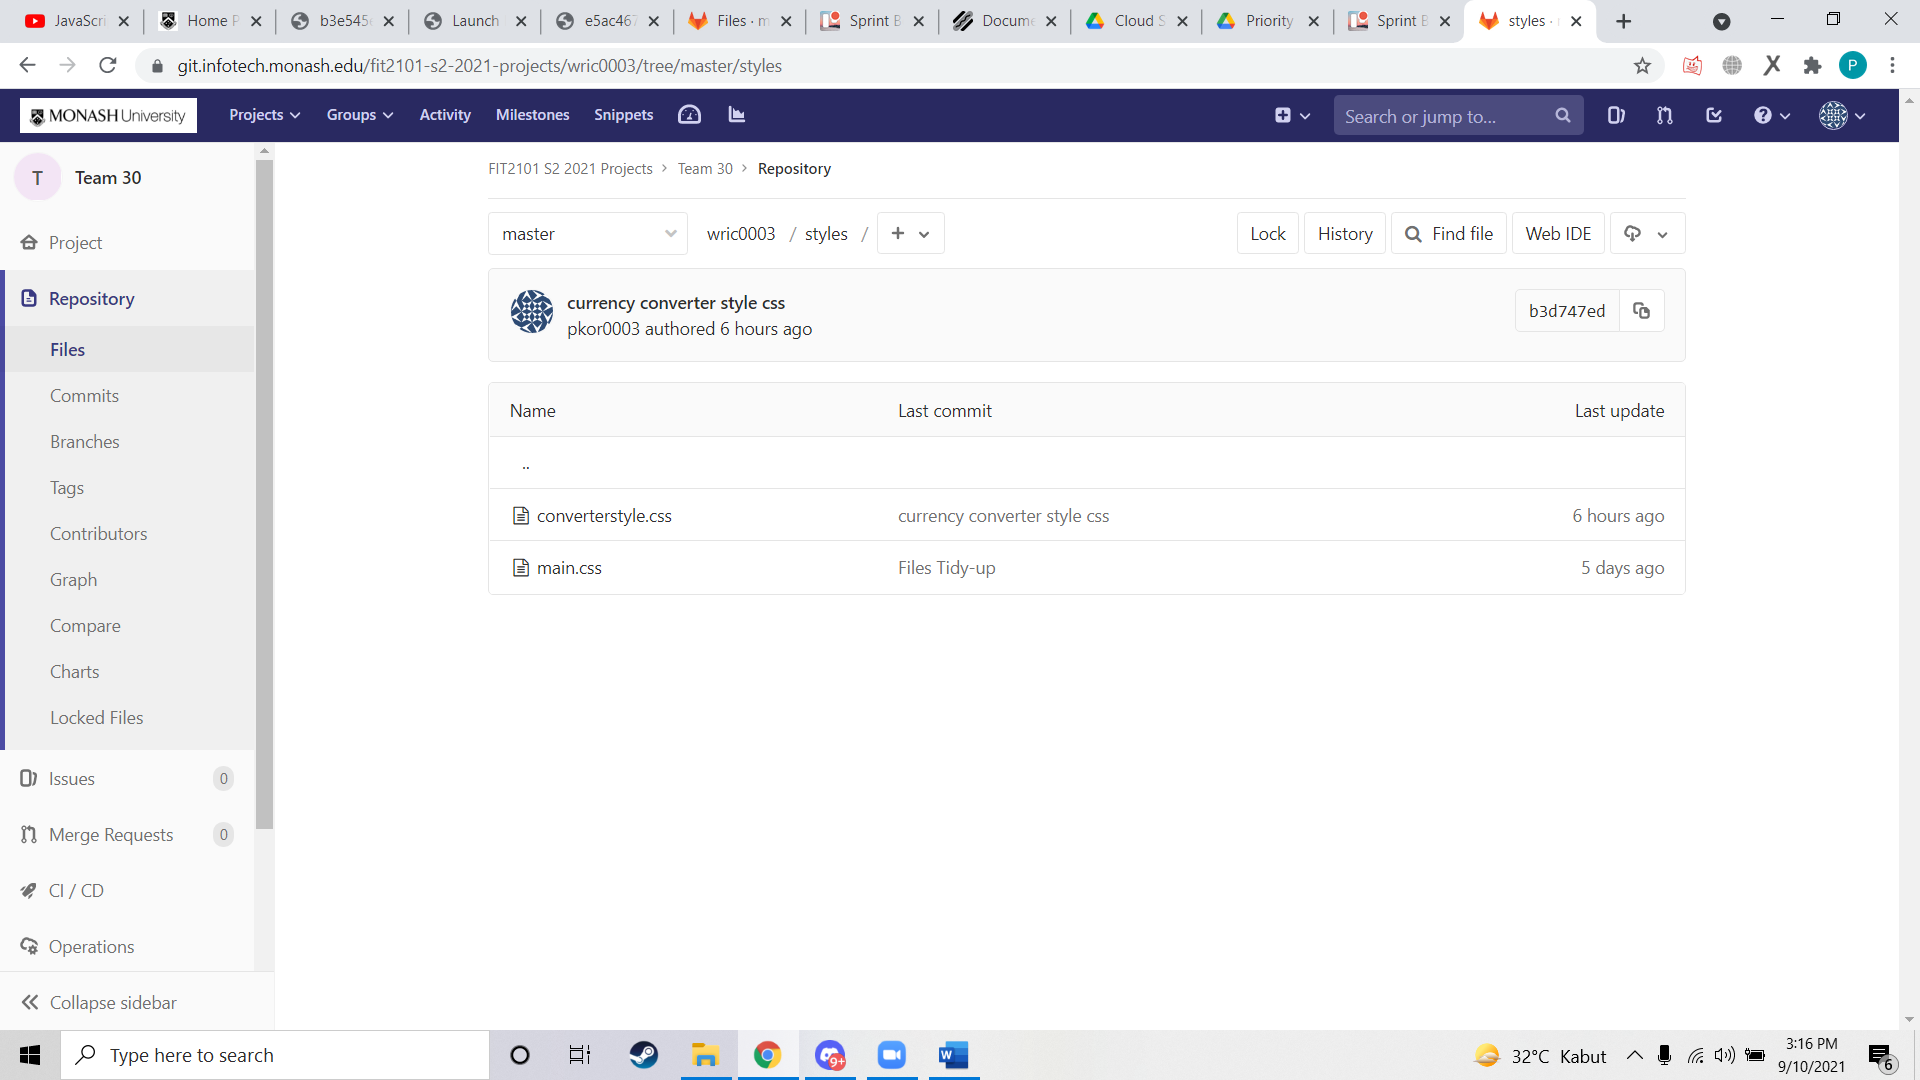 JavaScri
Home P
b3e545
Launch
e5ac467
Files · m
Sprint B
Docume
Cloud S
Priority
Sprint B
styles ·
git.infotech.monash.edu/fit2101-s2-2021-projects/wric0003/tree/master/styles
P
MONASH University
Projects
Groups
Activity
Milestones
Snippets
Search or jump to...
T
Team 30
Project
Repository
Files
Commits
Branches
Tags
Contributors
Graph
Compare
Charts
Locked Files
Issues 0
Merge Requests 0
CI / CD
Operations
Collapse sidebar
FIT2101 S2 2021 Projects > Team 30 > Repository
master
wric0003 / styles /
Lock
History
Find file
Web IDE
currency converter style css
pkor0003 authored 6 hours ago
b3d747ed
Name Last commit Last update
..
converterstyle.css currency converter style css 6 hours ago
main.css Files Tidy-up 5 days ago
Type here to search
9+
32°C Kabut
3:16 PM
9/10/2021
6